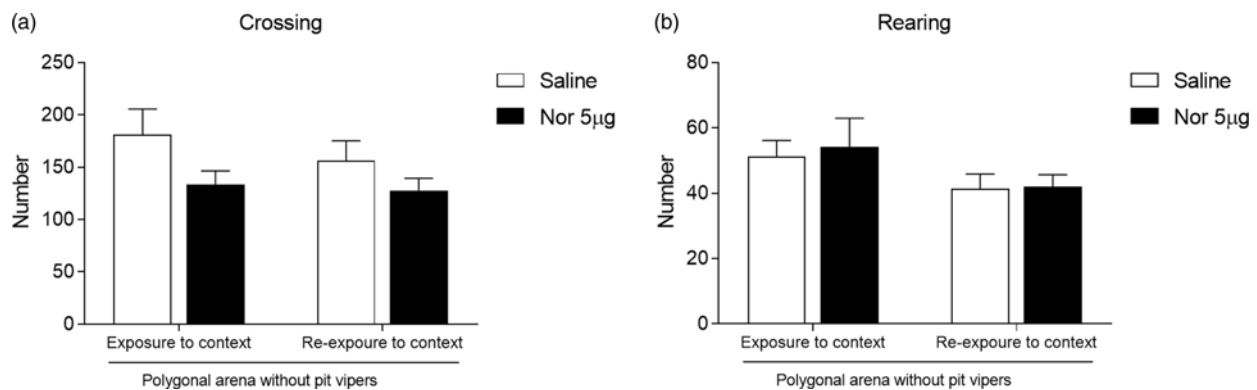 (a)
Crossing
250
200
150
100
50
0
Number
Saline
Nor 5µg
Exposure to context
Re-expoure to context
Polygonal arena without pit vipers
(b)
Rearing
80
60
40
20
0
Number
Saline
Nor 5µg
Exposure to context
Re-expoure to context
Polygonal arena without pit vipers